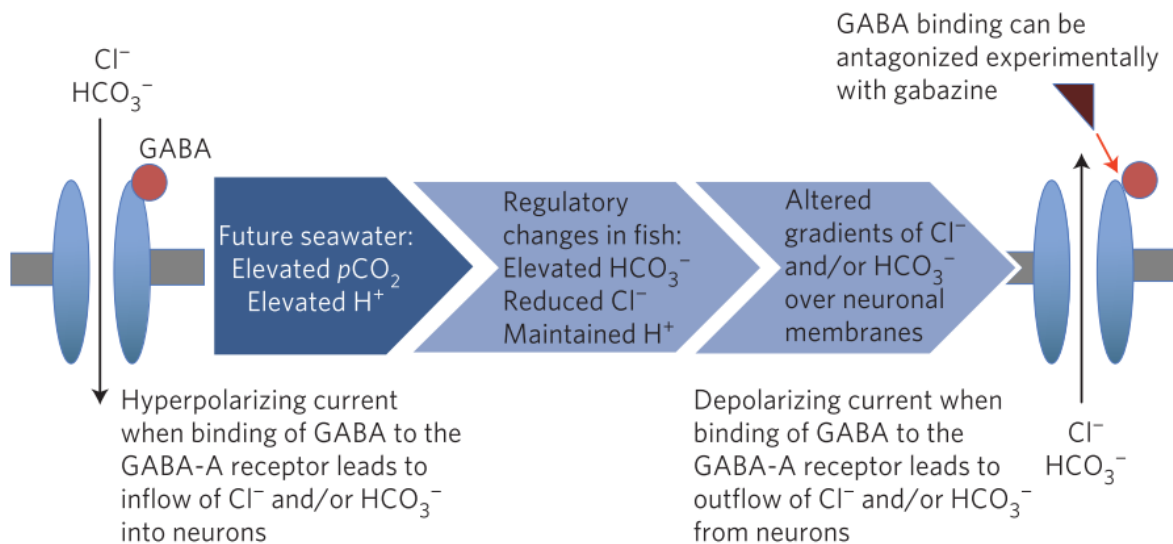 Cl⁻
HCO₃⁻
GABA
Future seawater:
Elevated pCO₂
Elevated H⁺
Regulatory
changes in fish:
Elevated HCO₃⁻
Reduced Cl⁻
Maintained H⁺
Altered
gradients of Cl⁻
and/or HCO₃⁻
over neuronal
membranes
GABA binding can be
antagonized experimentally
with gabazine
Hyperpolarizing current
when binding of GABA to the
GABA-A receptor leads to
inflow of Cl⁻ and/or HCO₃⁻
into neurons
Depolarizing current when
binding of GABA to the
GABA-A receptor leads to
outflow of Cl⁻ and/or HCO₃⁻
from neurons
Cl⁻
HCO₃⁻